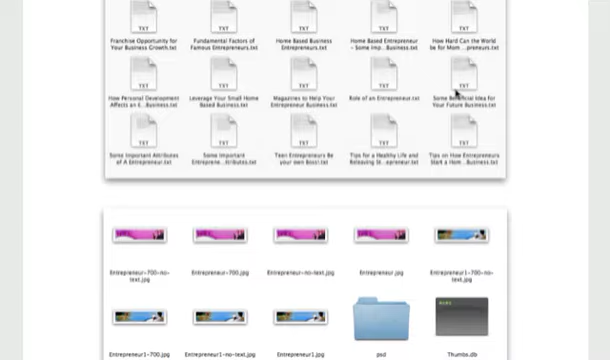 TXT TXT TXT TXT TXT
Franchise Opportunity for Fundamental Factors of Home Based Business Home Based Entrepreneur How Hard Can the World
Your Business Growth.txt Famous Entrepreneurs.txt Entrepreneurs.txt - Some Imp...Business.txt be for Mom ...preneurs.txt
TXT TXT TXT TXT TXT
How Personal Development Leverage Your Small Home Magazines to Help Your Role of an Entrepreneur.txt Some Beneficial Idea for
Affects an E...Business.txt Based Business.txt Entrepreneur Business.txt Your Future Business.txt
TXT TXT TXT TXT TXT
Some Important Attributes Some Important Teen Entrepreneurs Be Tips for a Healthy Life and Tips on How Entrepreneurs
of A Entrepreneur.txt Entreprene...ttributes.txt your own Boss!.txt Releasing St...epreneur.txt Start a Hom...Business.txt
Entrepreneur-700-no-text.jpg Entrepreneur-700.jpg Entrepreneur-no-text.jpg Entrepreneur.jpg Entrepreneur1-700-no-text.jpg
Entrepreneur1-700.jpg Entrepreneur1-no-text.jpg Entrepreneur1.jpg psd Thumbs.db